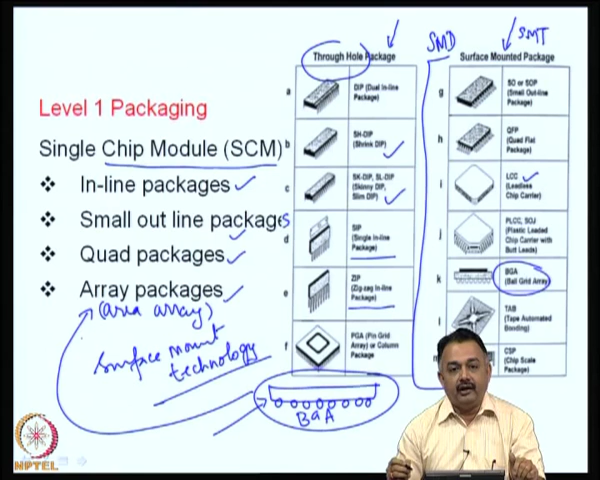 SMD
SMT
Through Hole Package
Surface Mounted Package
Level 1 Packaging
Single Chip Module (SCM)
❖ In-line packages
❖ Small out line packages
❖ Quad packages
❖ Array packages
(area array)
Surface mount
technology
BGA
a
DIP (Dual In-line
Package)
b
SH-DIP
(Shrink DIP)
c
SK-DIP, SL-DIP
(Skinny DIP,
Slim DIP)
d
SIP
(Single In-line
Package)
e
ZIP
(Zig-zag In-line
Package)
f
PGA (Pin Grid
Array) or Column
Package
g
SO or SOP
(Small Out-line
Package)
h
QFP
(Quad Flat
Package)
i
LCC
(Leadless
Chip Carrier)
j
PLCC, SOJ
(Plastic Leaded
Chip Carrier with
Butt Leads)
k
BGA
(Ball Grid Array)
l
TAB
(Tape Automated
Bonding)
CSP
(Chip Scale
Package)
NPTEL